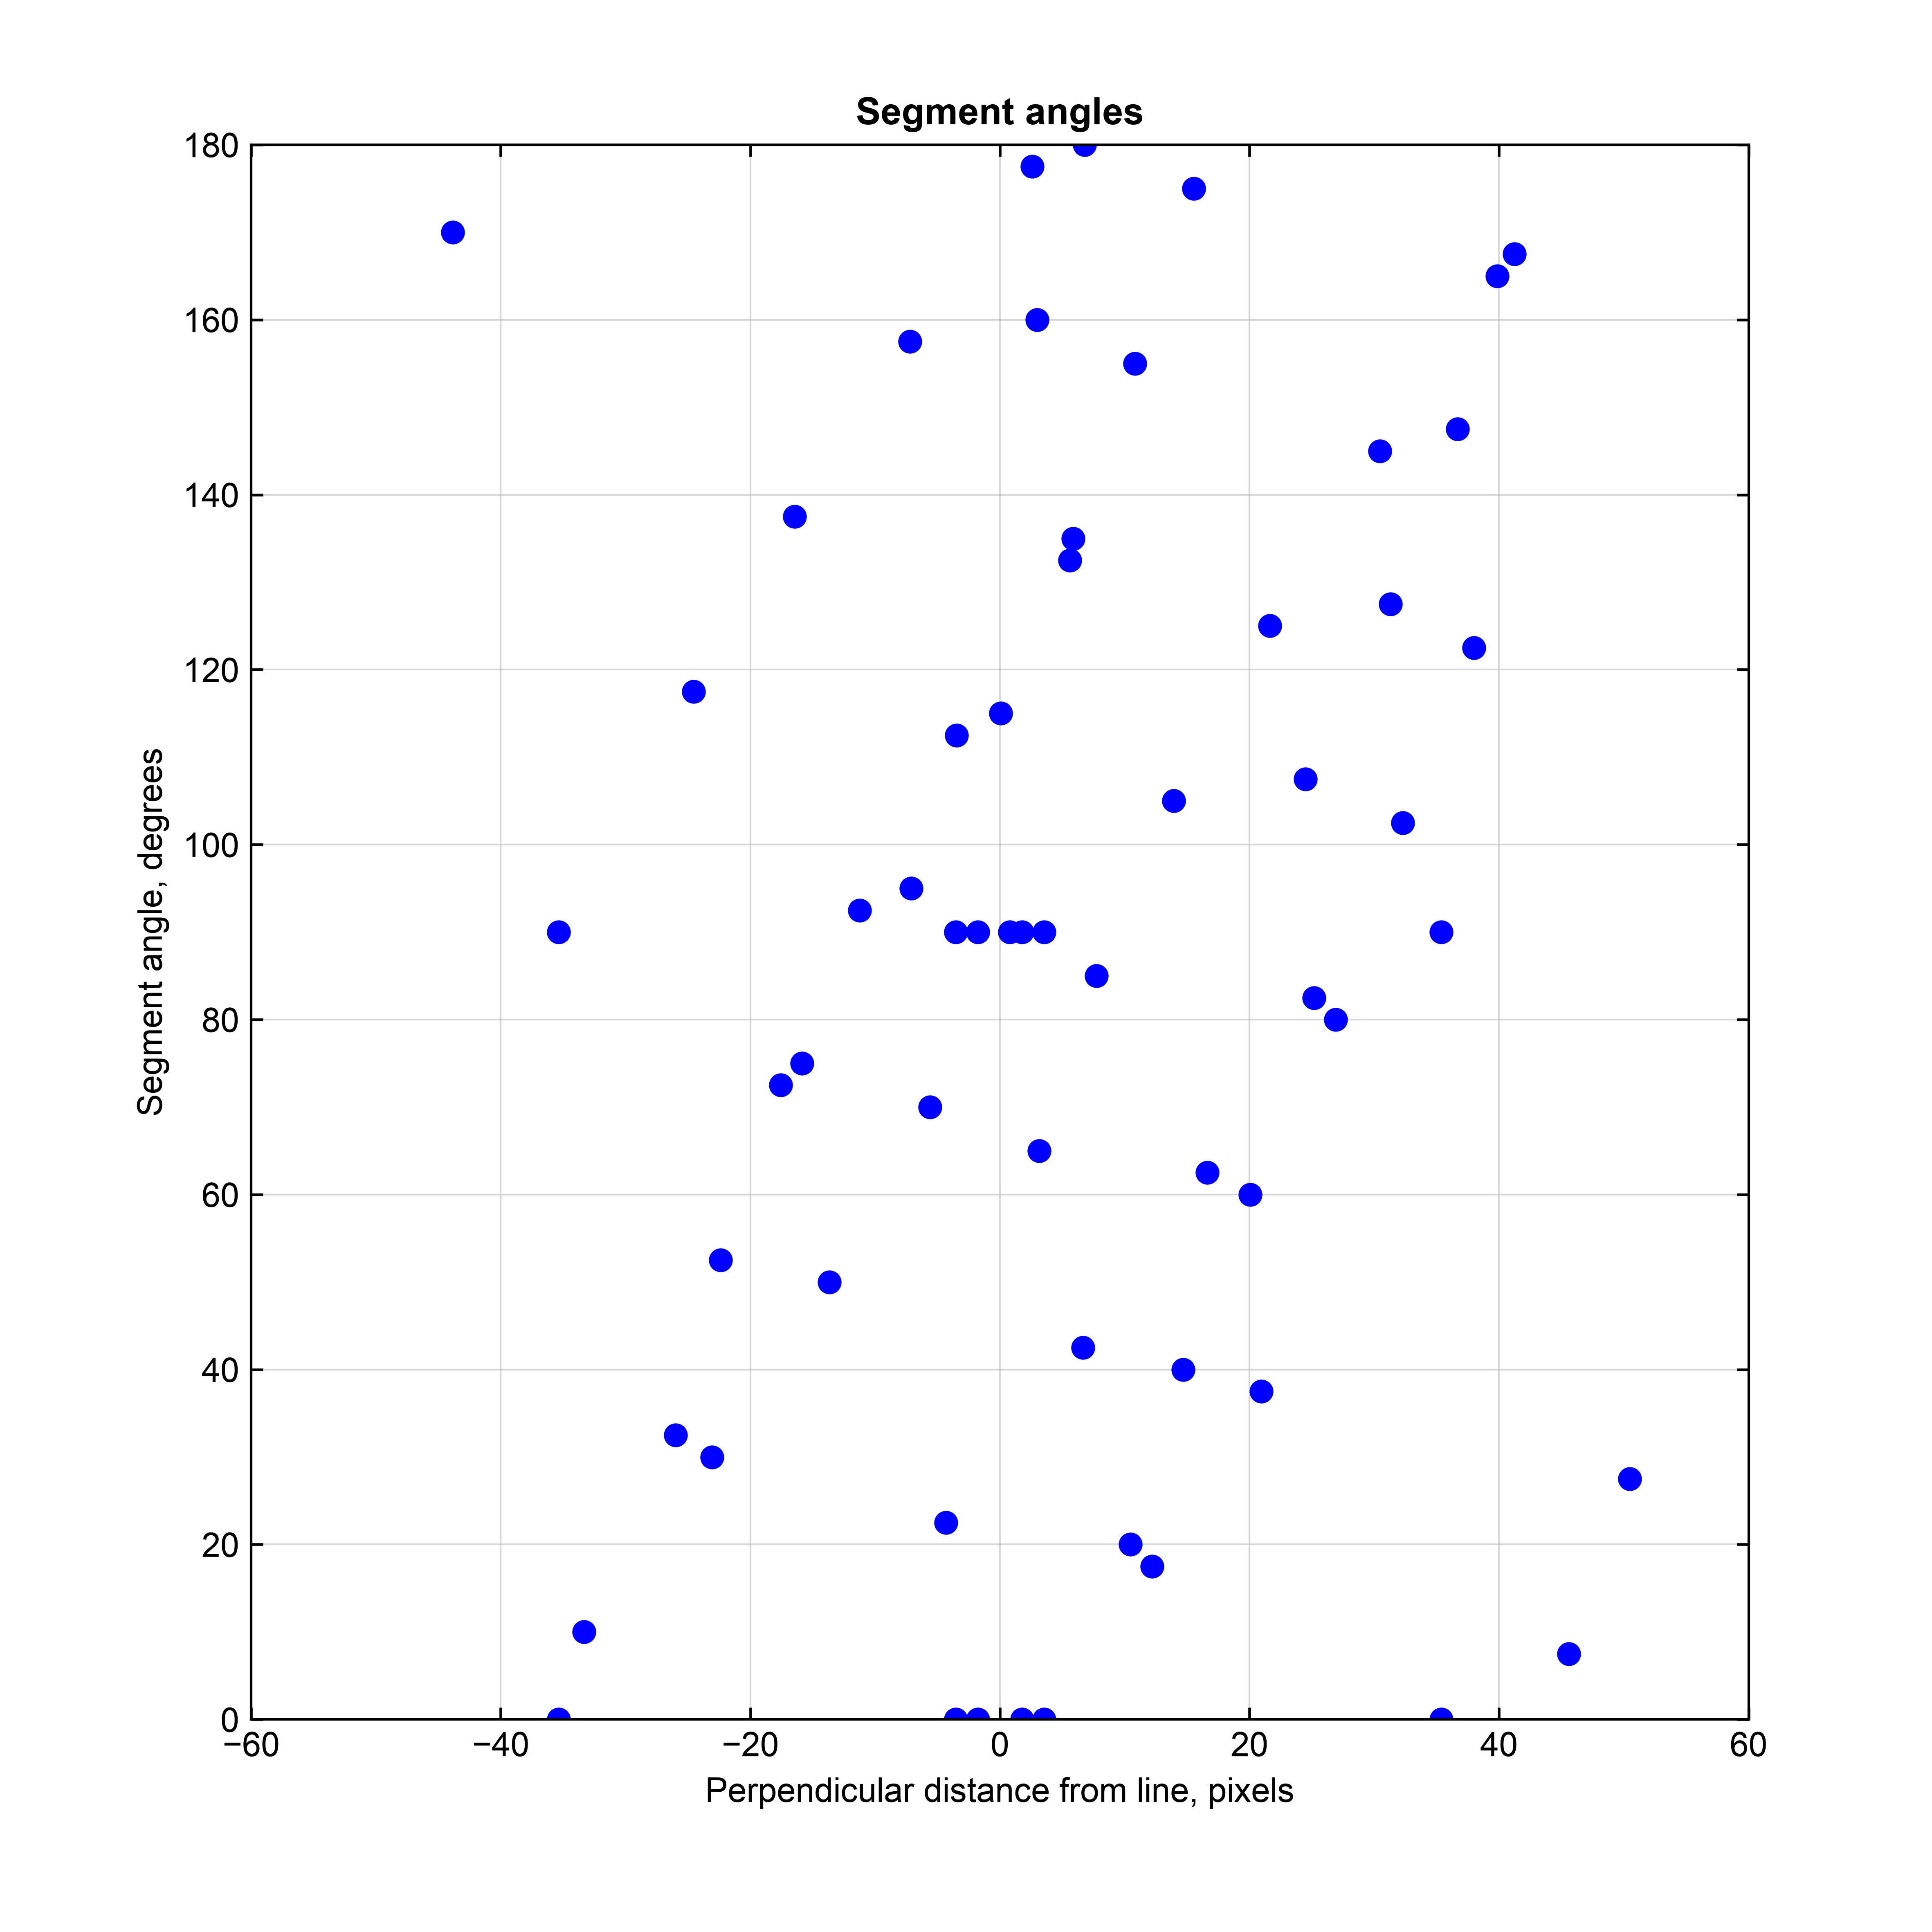 Segment angles
180
160
140
120
100
80
60
40
20
0
Segment angle, degrees
−60 −40 −20 0 20 40 60
Perpendicular distance from line, pixels